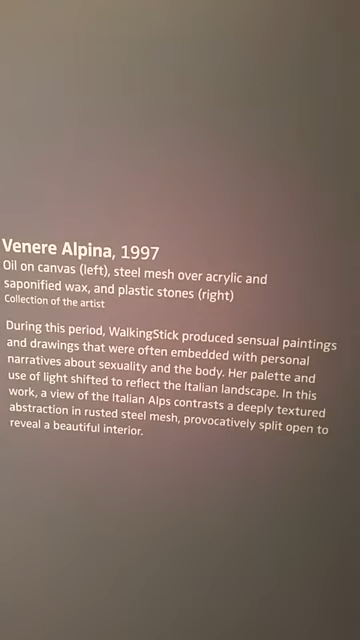 Venere Alpina, 1997
Oil on canvas (left), steel mesh over acrylic and
saponified wax, and plastic stones (right)
Collection of the artist
During this period, WalkingStick produced sensual paintings
and drawings that were often embedded with personal
narratives about sexuality and the body. Her palette and
use of light shifted to reflect the Italian landscape. In this
work, a view of the Italian Alps contrasts a deeply textured
abstraction in rusted steel mesh, provocatively split open to
reveal a beautiful interior.